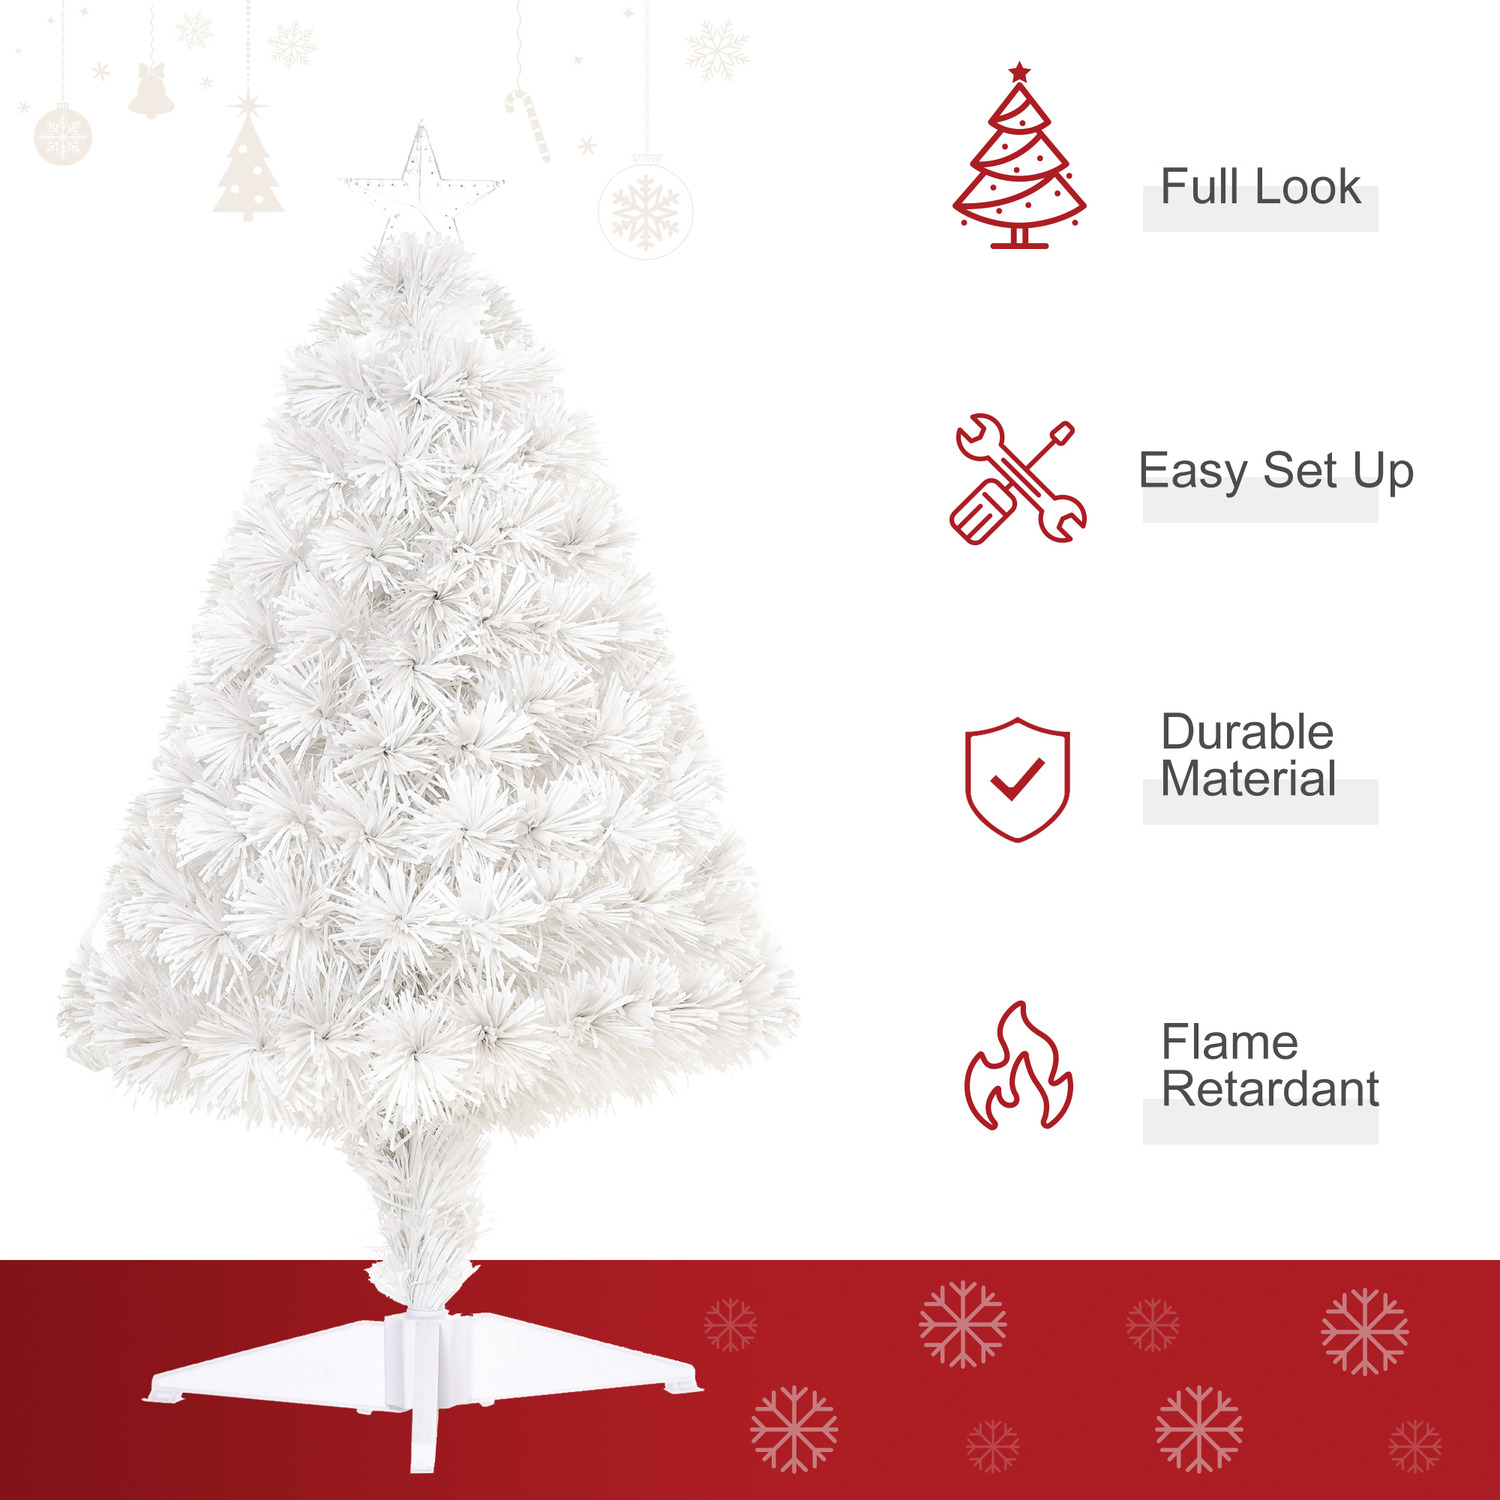 Full Look
Easy Set Up
Durable
Material
Flame
Retardant